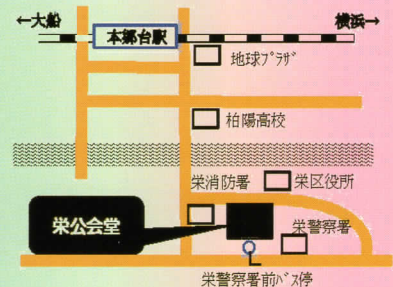 ←大船
横浜→
本郷台駅
地球ﾌﾟﾗｻﾞ
柏陽高校
栄消防署
栄区役所
栄公会堂
栄警察署
栄警察署前ﾊﾞｽ停